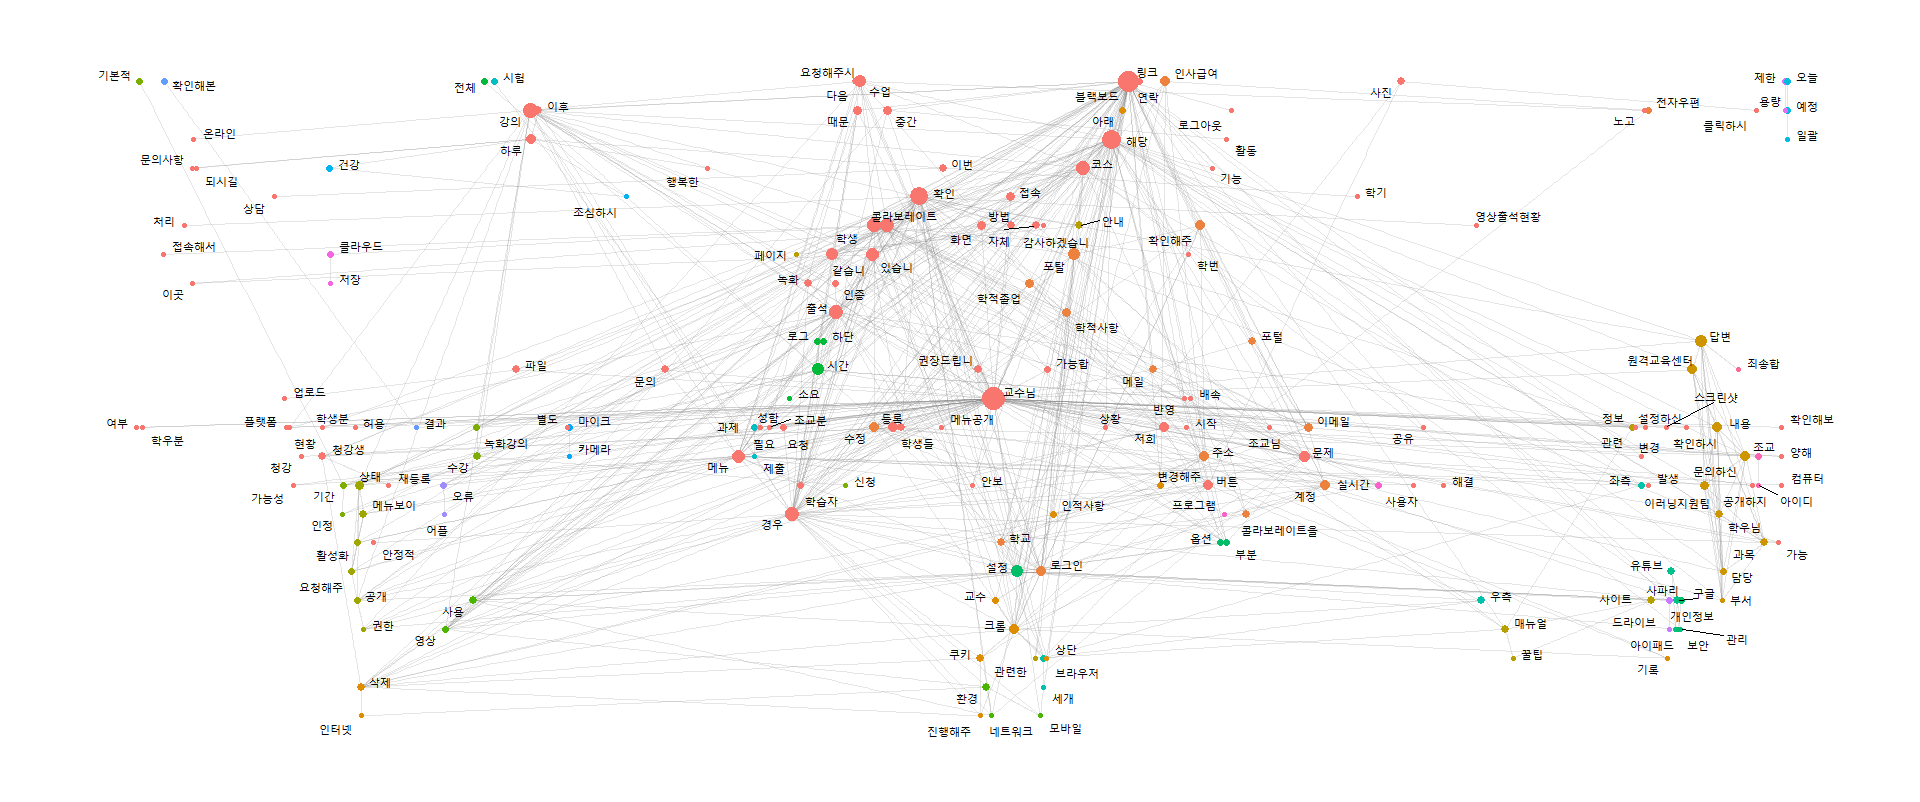 기본적
확인해본
전체
시험
요청해주시
수업
링크
인사급여
사진
제한
오늘
이후
강의
다음
때문
중간
블랙보드
연락
아래
로그아웃
전자우편
노고
용량
예정
클릭하시
일괄
온라인
하루
해당
활동
문의사항
되시길
건강
행복한
이번
코스
기능
상담
조심하시
확인
접속
학기
처리
콜라보레이트
방법
안내
영상출석현황
학생
화면
자체
감사하겠습니
확인해주
접속해서
클라우드
페이지
같습니
있습니
포탈
학번
이곳
저장
녹화
인증
학적졸업
출석
학적사항
로그
하단
포털
답변
파일
문의
시간
권장드립니
가능합
메일
원격교육센터
죄송합
업로드
소요
교수님
배속
스크린샷
여부
학우분
플랫폼
학생분
허용
결과
녹화강의
별도
마이크
과제
성함
조교분
수정
등록
학생들
메뉴공개
상황
반영
저희
시작
이메일
공유
정보
설정하신
내용
확인해보
현황
청강생
카메라
필요
요청
조교님
관련
확인하시
조교
청강
수강
메뉴
제출
주소
문제
변경
양해
가능성
기간
상태
재등록
오류
신청
안보
변경해주
버튼
실시간
해결
좌측
발생
문의하신
컴퓨터
인정
메뉴보이
어플
경우
학습자
인적사항
프로그램
사용자
이러닝지원팀
공개하지
아이디
활성화
안정적
학교
옵션
콜라보레이트을
부분
학우님
과목
가능
요청해주
설정
로그인
유튜브
담당
공개
사용
교수
우측
사이트
사파리
구글
부서
권한
영상
크롬
매뉴얼
드라이브
개인정보
관리
쿠키
관련한
상단
브라우저
꿀팁
아이패드
보안
기록
삭제
환경
세개
인터넷
진행해주
네트워크
모바일